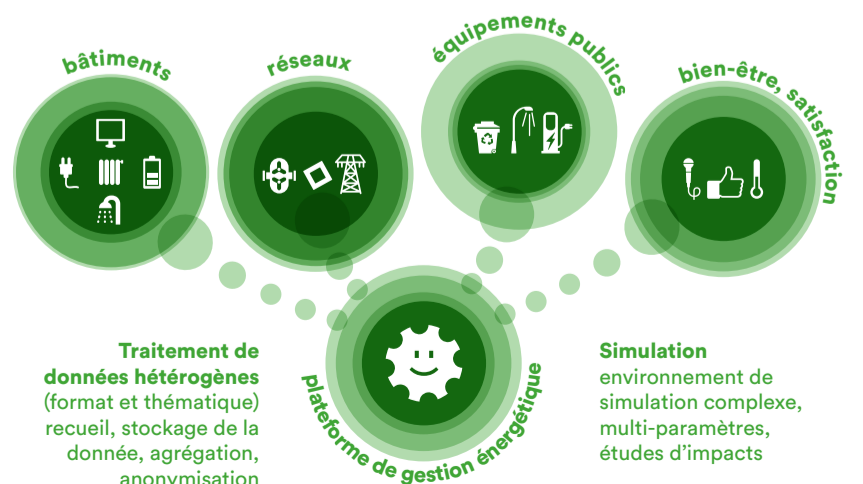 bâtiments
réseaux
équipements publics
bien-être, satisfaction
plateforme de gestion énergétique
Traitement de
données hétérogènes
(format et thématique)
recueil, stockage de la
donnée, agrégation,
anonymisation
Simulation
environnement de
simulation complexe,
multi-paramètres,
études d’impacts